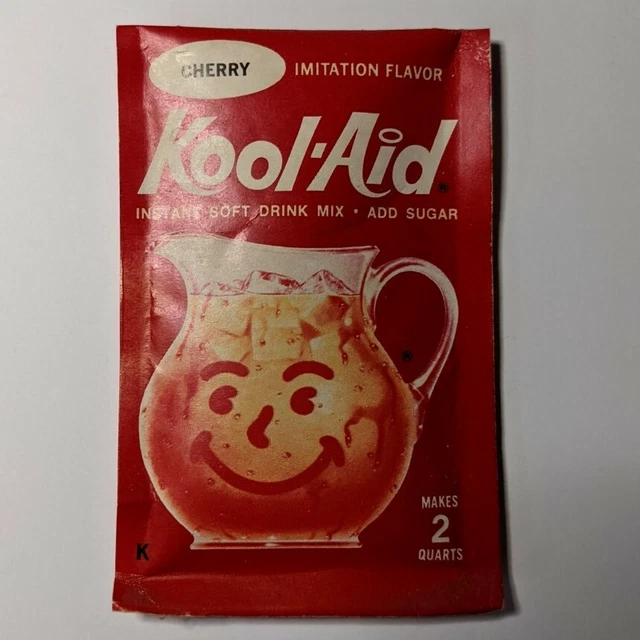 CHERRY IMITATION FLAVOR
Kool-Aid®
INSTANT SOFT DRINK MIX • ADD SUGAR
®
MAKES
2
QUARTS
K